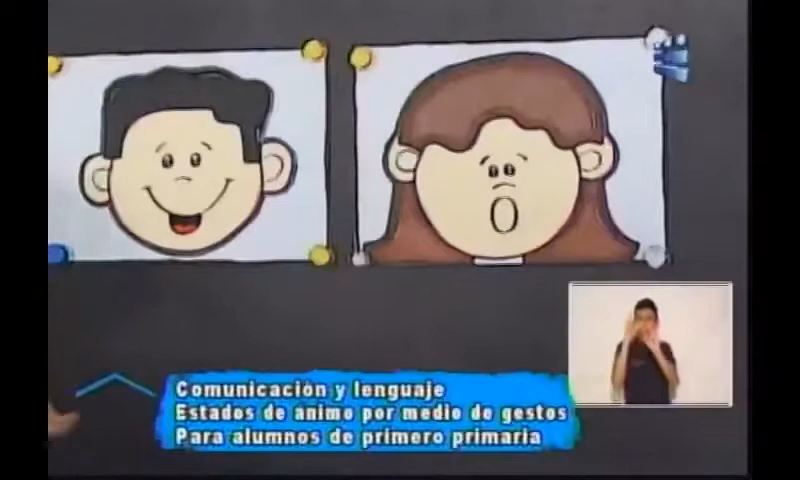 Comunicación y lenguaje
Estados de ánimo por medio de gestos
Para alumnos de primero primaria